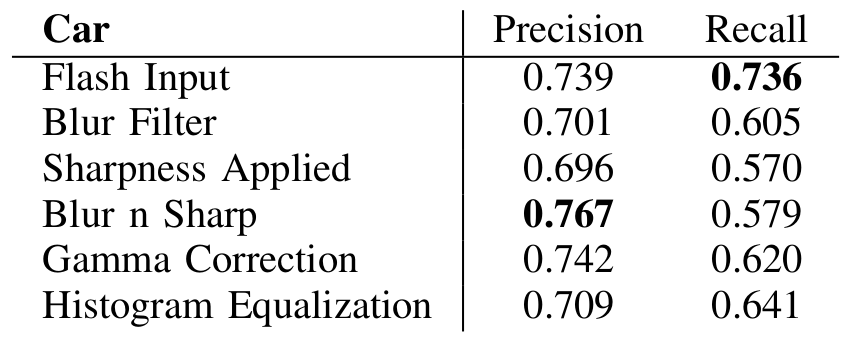 Car Precision Recall
Flash Input 0.739 0.736
Blur Filter 0.701 0.605
Sharpness Applied 0.696 0.570
Blur n Sharp 0.767 0.579
Gamma Correction 0.742 0.620
Histogram Equalization 0.709 0.641